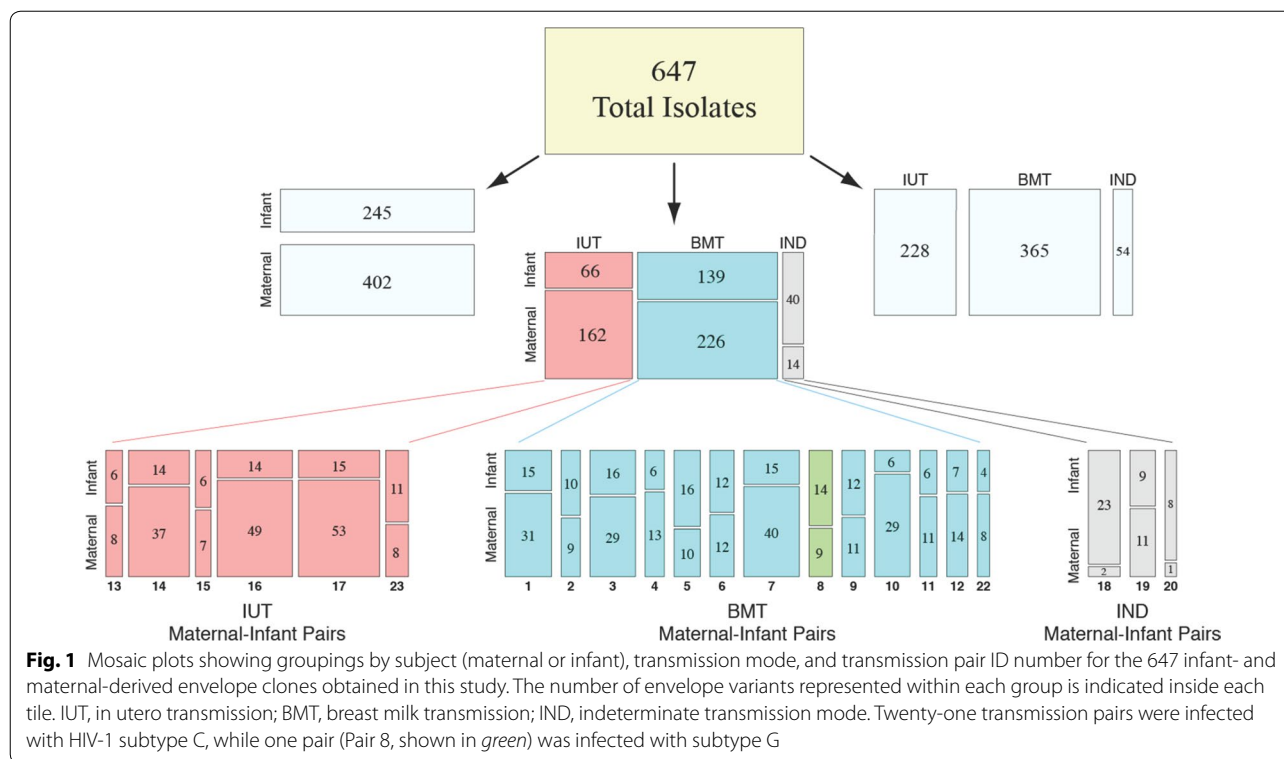 647
Total Isolates
Infant
245
Maternal
402
IUT BMT IND
Infant
66 139 40
Maternal
162 226 14
IUT BMT IND
228 365 54
Infant
6 14 6 14 15 11
Maternal
8 37 7 49 53 8
13 14 15 16 17 23
IUT
Maternal-Infant Pairs
Infant
15 10 16 6 16 12 15 14 12 6 6 7 4
Maternal
31 9 29 13 10 12 40 9 11 29 11 14 8
1 2 3 4 5 6 7 8 9 10 11 12 22
BMT
Maternal-Infant Pairs
Infant
23 9 8
Maternal
2 11 1
18 19 20
IND
Maternal-Infant Pairs
Fig. 1 Mosaic plots showing groupings by subject (maternal or infant), transmission mode, and transmission pair ID number for the 647 infant- and
maternal-derived envelope clones obtained in this study. The number of envelope variants represented within each group is indicated inside each
tile. IUT, in utero transmission; BMT, breast milk transmission; IND, indeterminate transmission mode. Twenty-one transmission pairs were infected
with HIV-1 subtype C, while one pair (Pair 8, shown in green) was infected with subtype G